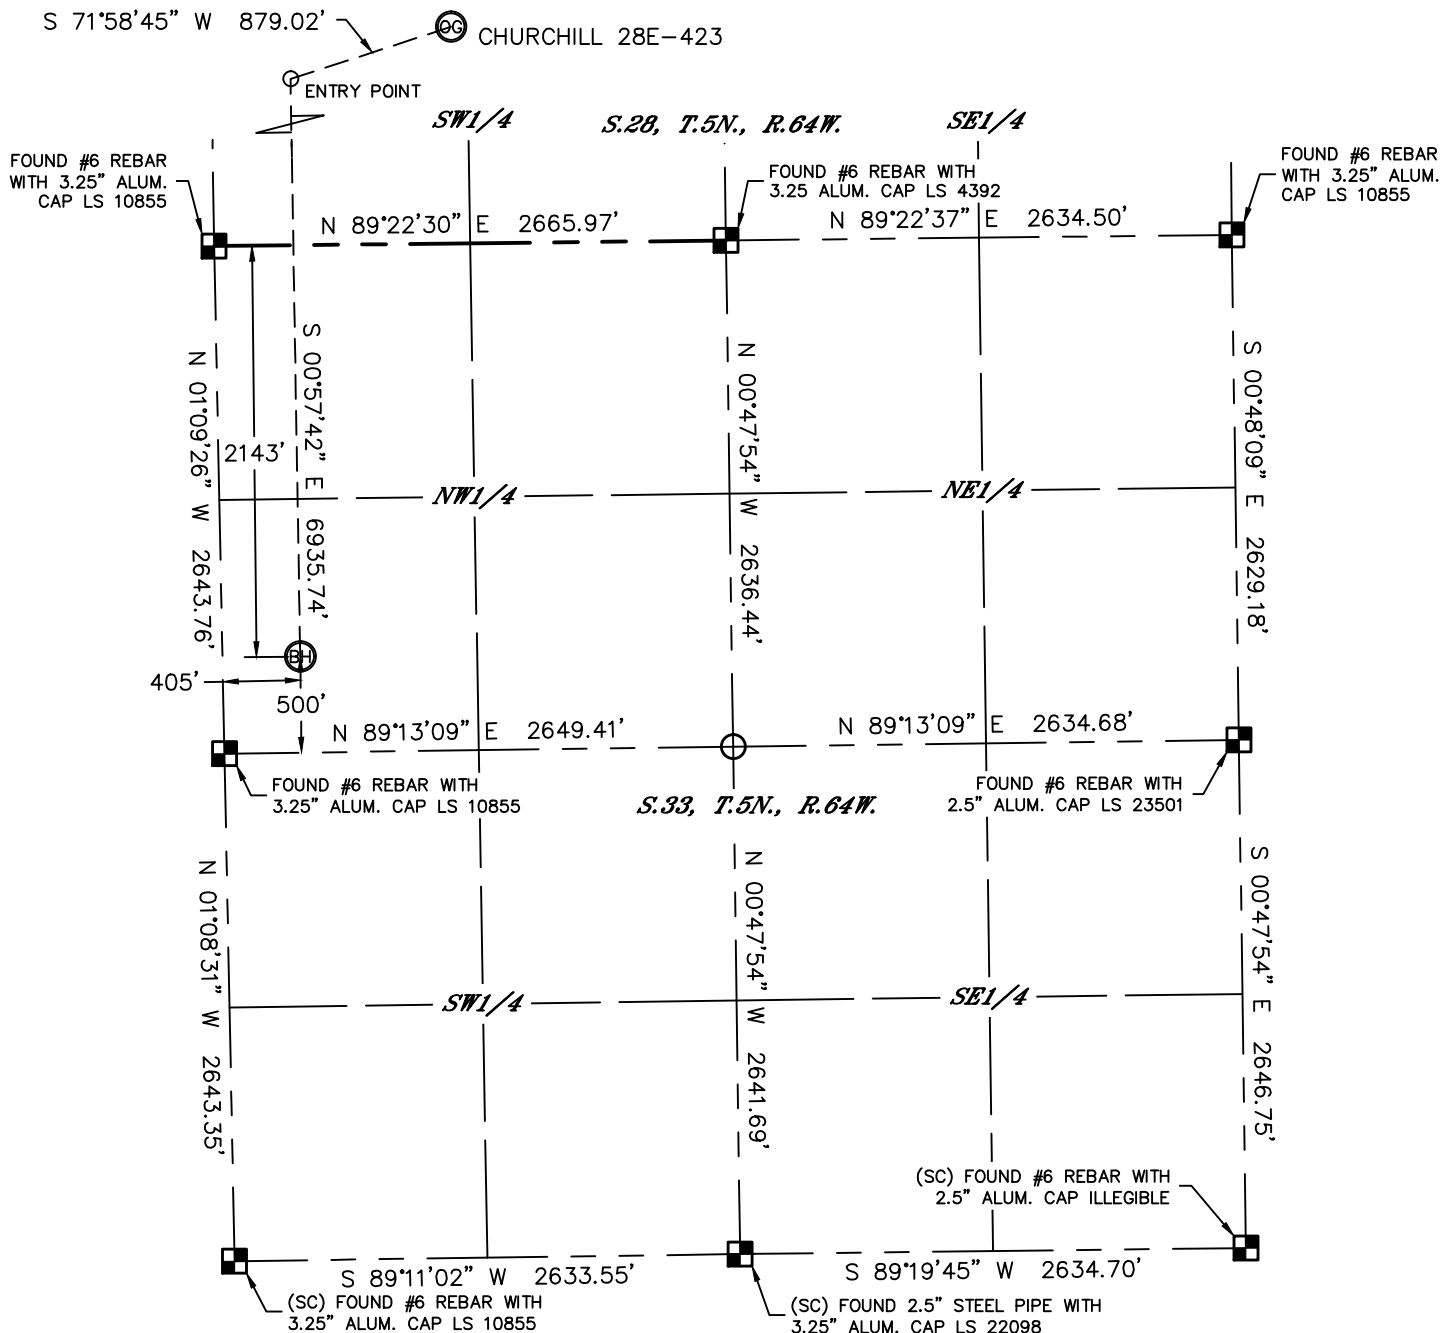 S 71°58'45" W 879.02'
OG
CHURCHILL 28E-423
ENTRY POINT
SW1/4
S.28, T.5N., R.64W.
SE1/4
FOUND #6 REBAR
WITH 3.25" ALUM.
CAP LS 10855
FOUND #6 REBAR WITH
3.25 ALUM. CAP LS 4392
FOUND #6 REBAR
WITH 3.25" ALUM.
CAP LS 10855
N 89°22'30" E 2665.97'
N 89°22'37" E 2634.50'
N 01°09'26" W 2643.76'
2143'
S 00°57'42" E 6935.74'
N 00°47'54" W 2636.44'
S 00°48'09" E 2629.18'
NW1/4
NE1/4
BH
405'
500'
N 89°13'09" E 2649.41'
N 89°13'09" E 2634.68'
FOUND #6 REBAR WITH
3.25" ALUM. CAP LS 10855
FOUND #6 REBAR WITH
2.5" ALUM. CAP LS 23501
S.33, T.5N., R.64W.
N 01°08'31" W 2643.35'
N 00°47'54" W 2641.69'
S 00°47'54" E 2646.75'
SW1/4
SE1/4
(SC) FOUND #6 REBAR WITH
2.5" ALUM. CAP ILLEGIBLE
S 89°11'02" W 2633.55'
S 89°19'45" W 2634.70'
(SC) FOUND #6 REBAR WITH
3.25" ALUM. CAP LS 10855
(SC) FOUND 2.5" STEEL PIPE WITH
3.25" ALUM. CAP LS 22098